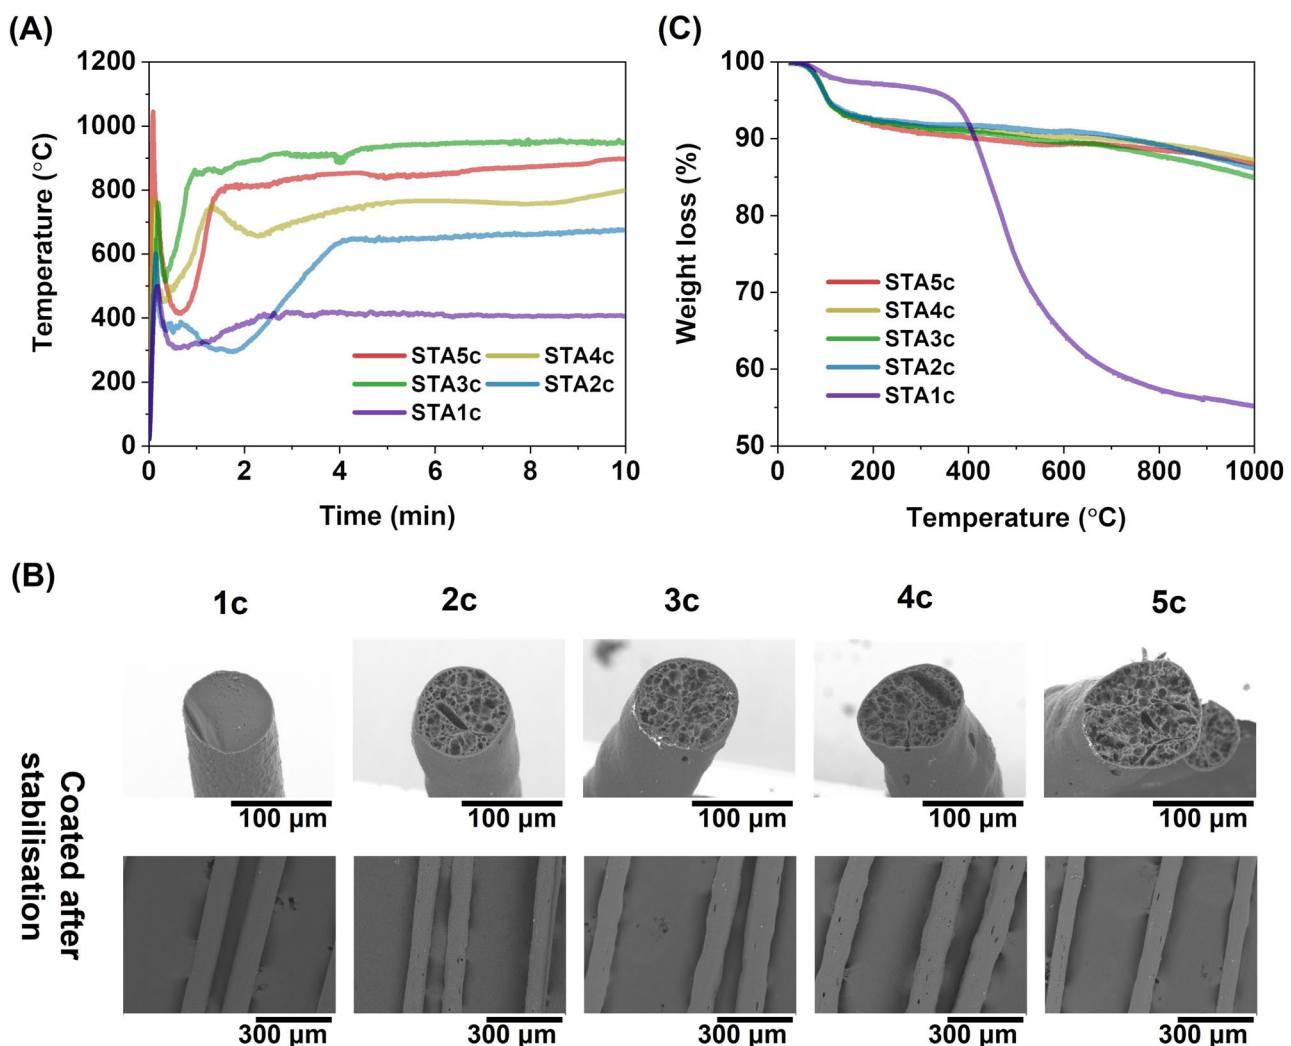 (A)
1200
1000
800
600
400
200
0
0 2 4 6 8 10
Temperature (°C)
Time (min)
STA5c STA4c
STA3c STA2c
STA1c
(C)
100
90
80
70
60
50
0 200 400 600 800 1000
Weight loss (%)
Temperature (°C)
STA5c
STA4c
STA3c
STA2c
STA1c
(B)
1c 2c 3c 4c 5c
Coated after
stabilisation
100 µm 100 µm 100 µm 100 µm 100 µm
300 µm 300 µm 300 µm 300 µm 300 µm